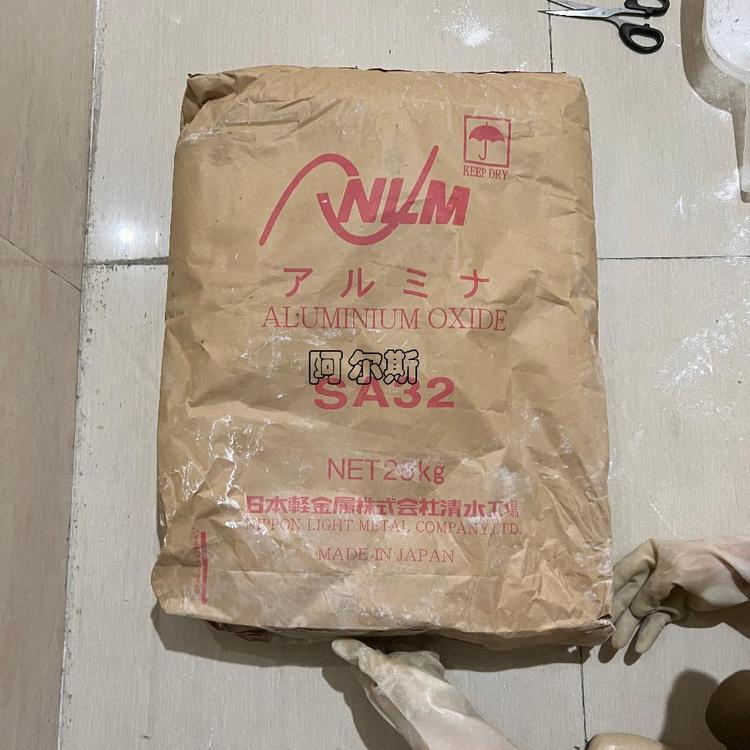 KEEP DRY
NLM
アルミナ
ALUMINIUM OXIDE
阿尔斯
SA32
NET 25kg
日本軽金属株式会社清水工場
NIPPON LIGHT METAL COMPANY, LTD.
MADE IN JAPAN